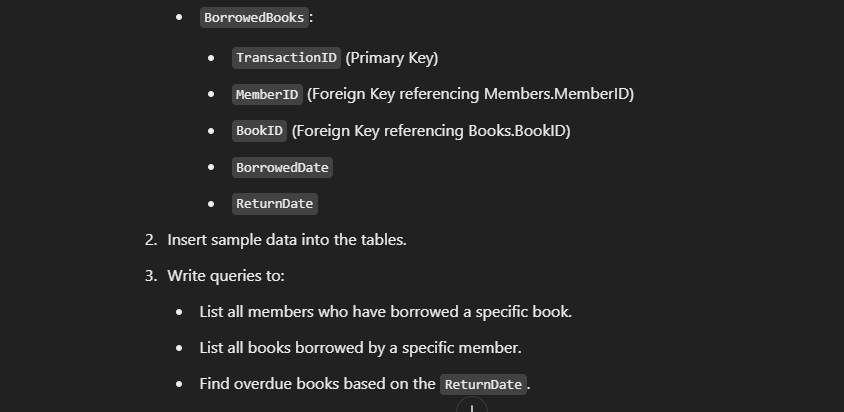 BorrowedBooks:
TransactionID (Primary Key)
MemberID (Foreign Key referencing Members.MemberID)
BookID (Foreign Key referencing Books.BookID)
BorrowedDate
ReturnDate
2. Insert sample data into the tables.
3. Write queries to:
List all members who have borrowed a specific book.
List all books borrowed by a specific member.
Find overdue books based on the ReturnDate.